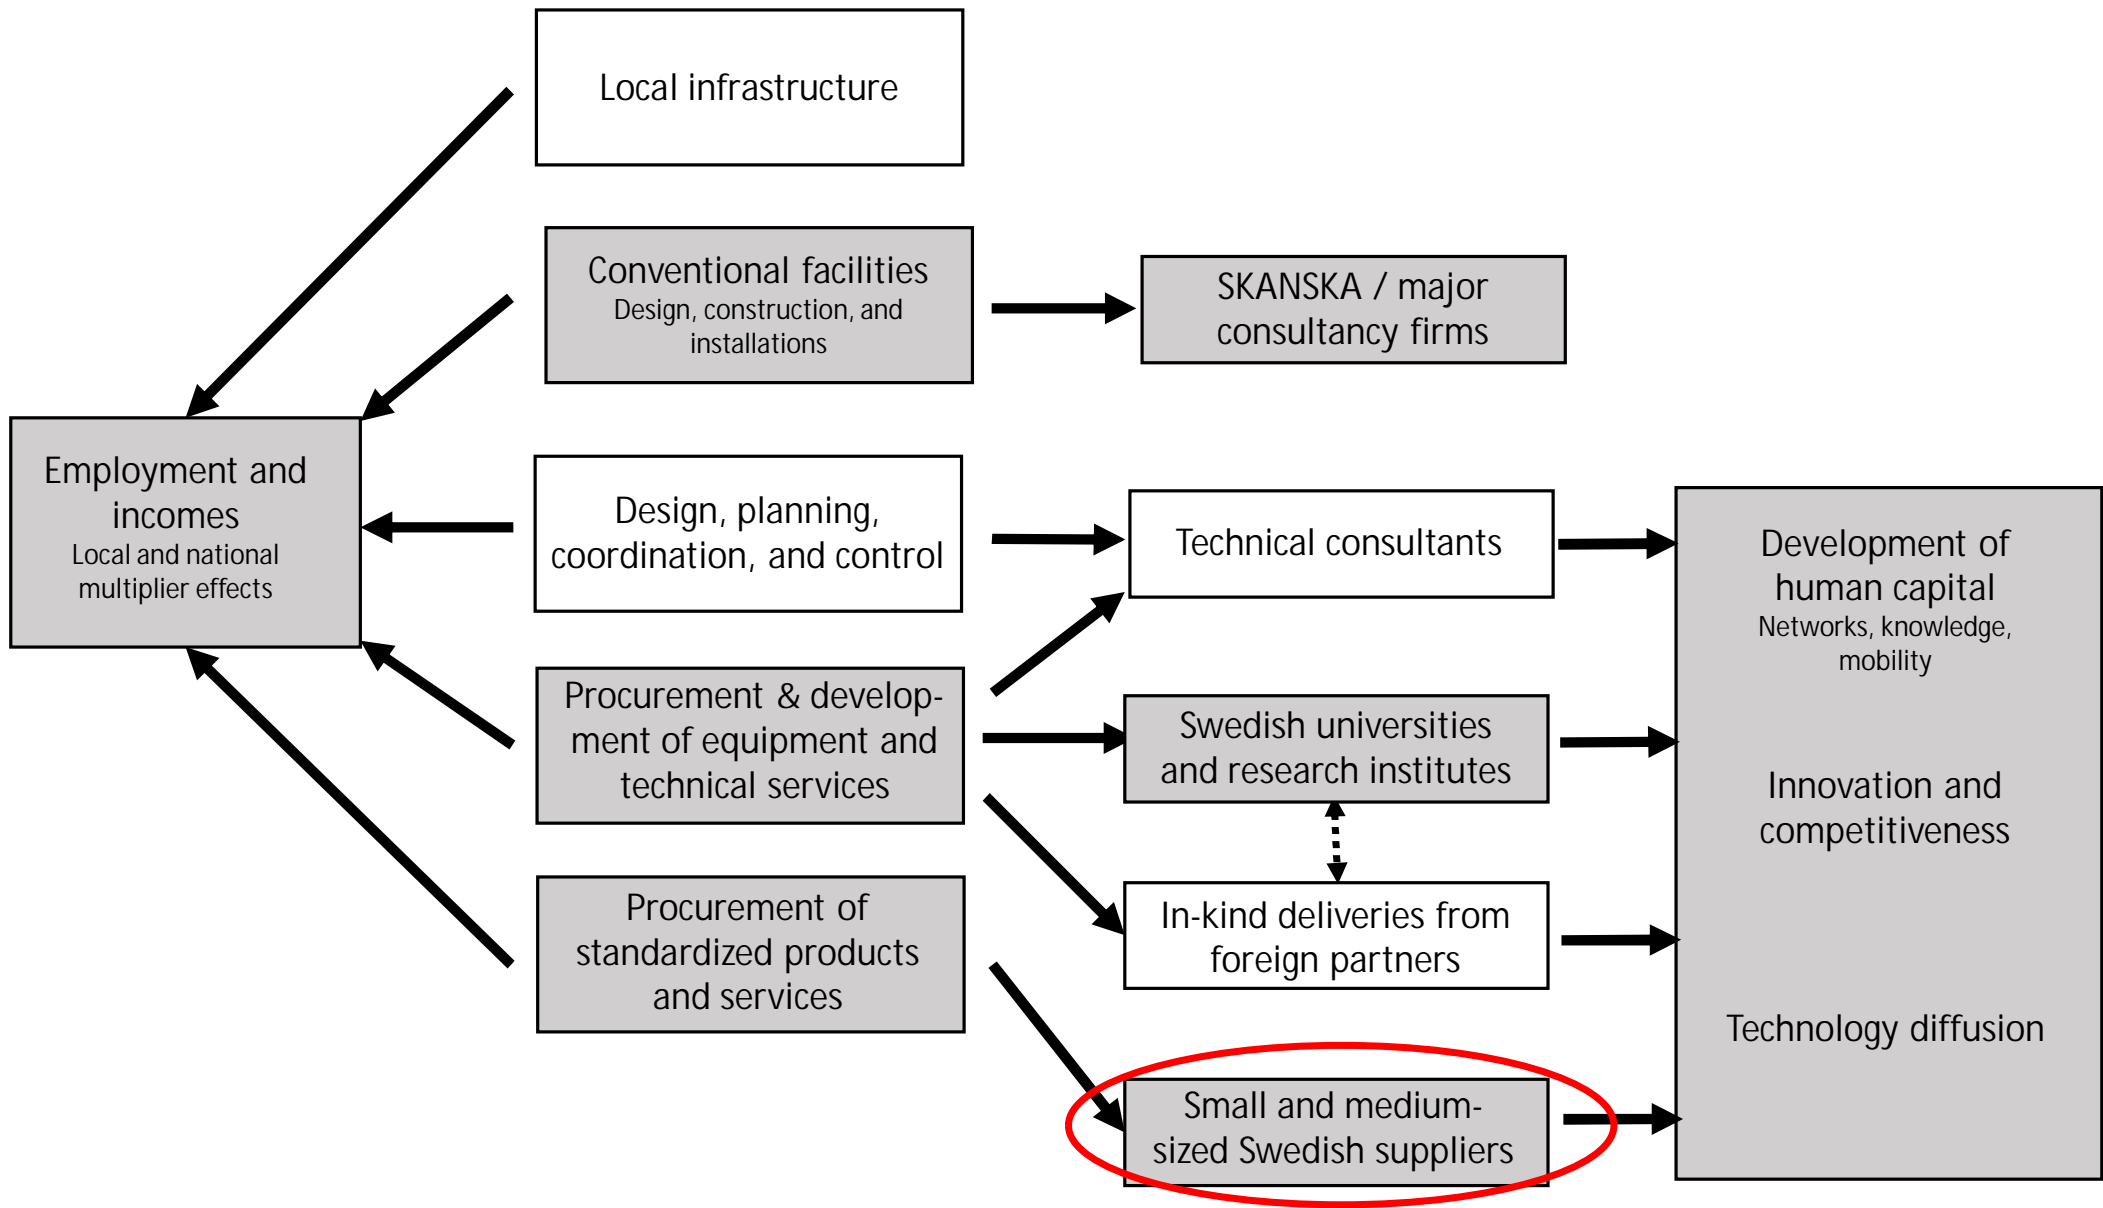 Local infrastructure
Conventional facilities
Design, construction, and
installations
SKANSKA / major
consultancy firms
Employment and
incomes
Local and national
multiplier effects
Design, planning,
coordination, and control
Technical consultants
Development of
human capital
Networks, knowledge,
mobility
Procurement & develop-
ment of equipment and
technical services
Swedish universities
and research institutes
Innovation and
competitiveness
Procurement of
standardized products
and services
In-kind deliveries from
foreign partners
Technology diffusion
Small and medium-
sized Swedish suppliers